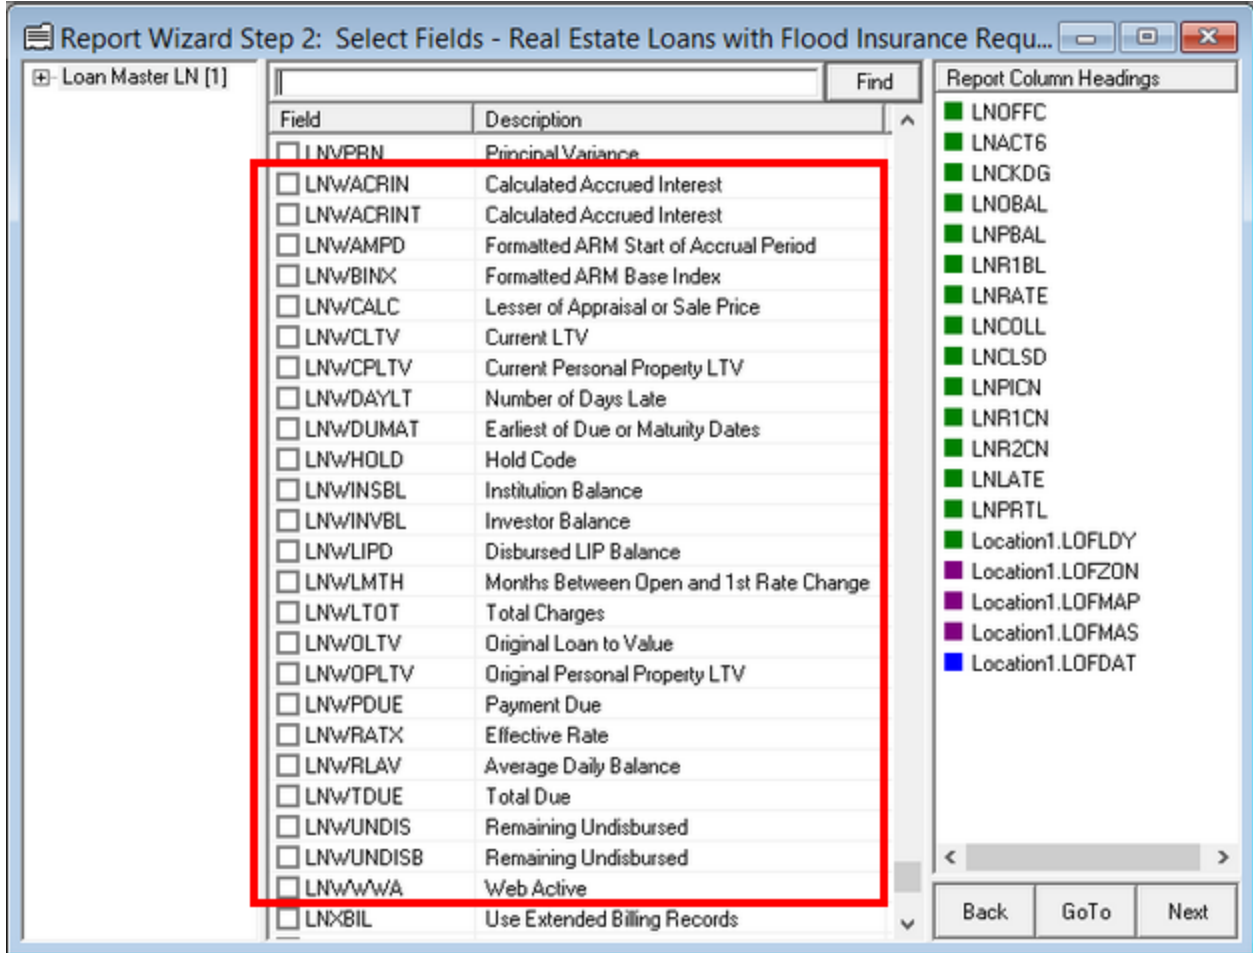 Report Wizard Step 2: Select Fields - Real Estate Loans with Flood Insurance Requ...
Loan Master LN [1]
Find
Field Description
LNVPRN Principal Variance
LNWACRIN Calculated Accrued Interest
LNWACRINT Calculated Accrued Interest
LNWAMPD Formatted ARM Start of Accrual Period
LNWBINX Formatted ARM Base Index
LNWCALC Lesser of Appraisal or Sale Price
LNWCLTV Current LTV
LNWCPLTV Current Personal Property LTV
LNWDAYLT Number of Days Late
LNWDUMAT Earliest of Due or Maturity Dates
LNWHOLD Hold Code
LNWINSBL Institution Balance
LNWINVBL Investor Balance
LNWLIPD Disbursed LIP Balance
LNWLMTH Months Between Open and 1st Rate Change
LNWLTOT Total Charges
LNWOLTV Original Loan to Value
LNWOPLTV Original Personal Property LTV
LNWPDUE Payment Due
LNWRATX Effective Rate
LNWRLAV Average Daily Balance
LNWTDUE Total Due
LNWUNDIS Remaining Undisbursed
LNWUNDISB Remaining Undisbursed
LNWWWA Web Active
LNXBIL Use Extended Billing Records
Report Column Headings
LNOFFC
LNACT6
LNCKDG
LNOBAL
LNPBAL
LNR1BL
LNRATE
LNCOLL
LNCLSD
LNPICN
LNR1CN
LNR2CN
LNLATE
LNPRTL
Location1.LOFLDY
Location1.LOFZON
Location1.LOFMAP
Location1.LOFMAS
Location1.LOFDAT
Back GoTo Next